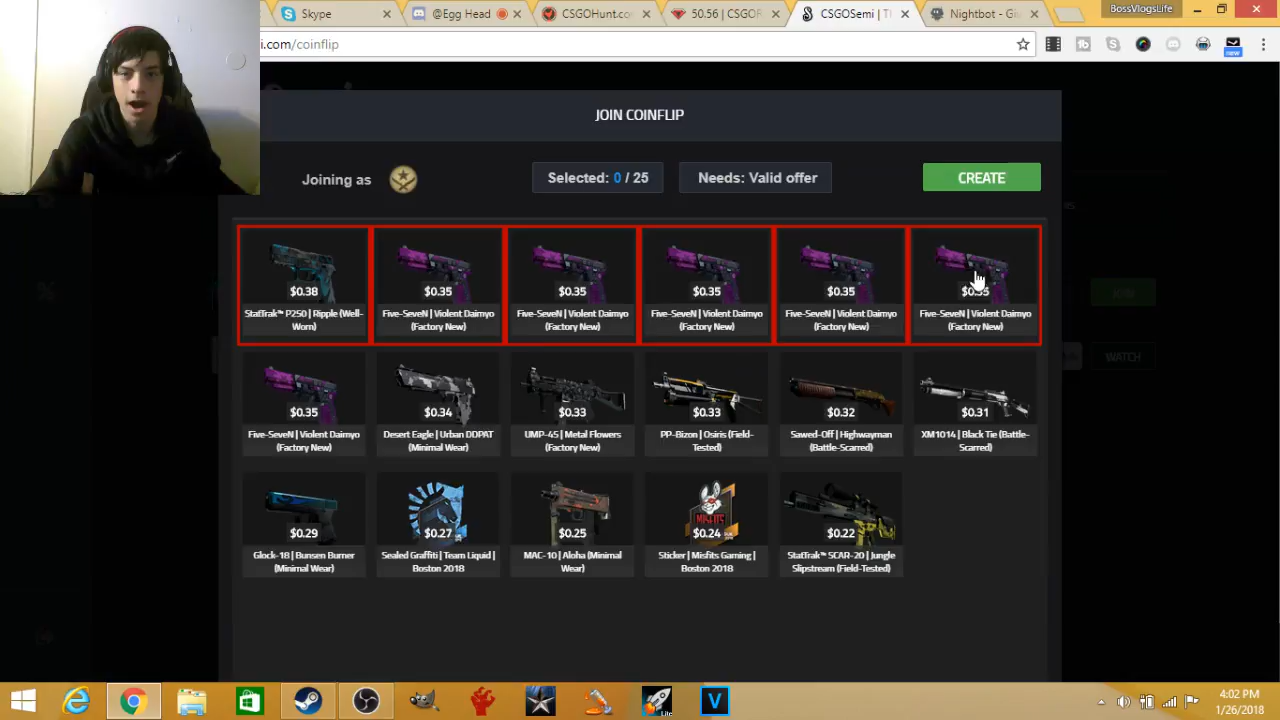 Skype
@Egg Head
CSGOHunt.co
50.56 | CSGOR
CSGOSemi | T
Nightbot - Gi
BossVlogsLife
i.com/coinflip
new
JOIN COINFLIP
Joining as
Selected: 0 / 25
Needs: Valid offer
CREATE
$0.38
$0.35
$0.35
$0.35
$0.35
StatTrak™ P250 | Ripple (Well-Worn)
Five-SeveN | Violent Daimyo (Factory New)
Five-SeveN | Violent Daimyo (Factory New)
Five-SeveN | Violent Daimyo (Factory New)
Five-SeveN | Violent Daimyo (Factory New)
Five-SeveN | Violent Daimyo (Factory New)
WATCH
$0.35
$0.34
$0.33
$0.33
$0.32
$0.31
Five-SeveN | Violent Daimyo (Factory New)
Desert Eagle | Urban DDPAT (Minimal Wear)
UMP-45 | Metal Flowers (Factory New)
PP-Bizon | Osiris (Field-Tested)
Sawed-Off | Highwayman (Battle-Scarred)
XM1014 | Black Tie (Battle-Scarred)
$0.29
$0.27
$0.25
$0.24
$0.22
Glock-18 | Bunsen Burner (Minimal Wear)
Sealed Graffiti | Team Liquid | Boston 2018
MAC-10 | Aloha (Minimal Wear)
Sticker | Misfits Gaming | Boston 2018
StatTrak™ SCAR-20 | Jungle Slipstream (Field-Tested)
Lite
4:02 PM
1/26/2018